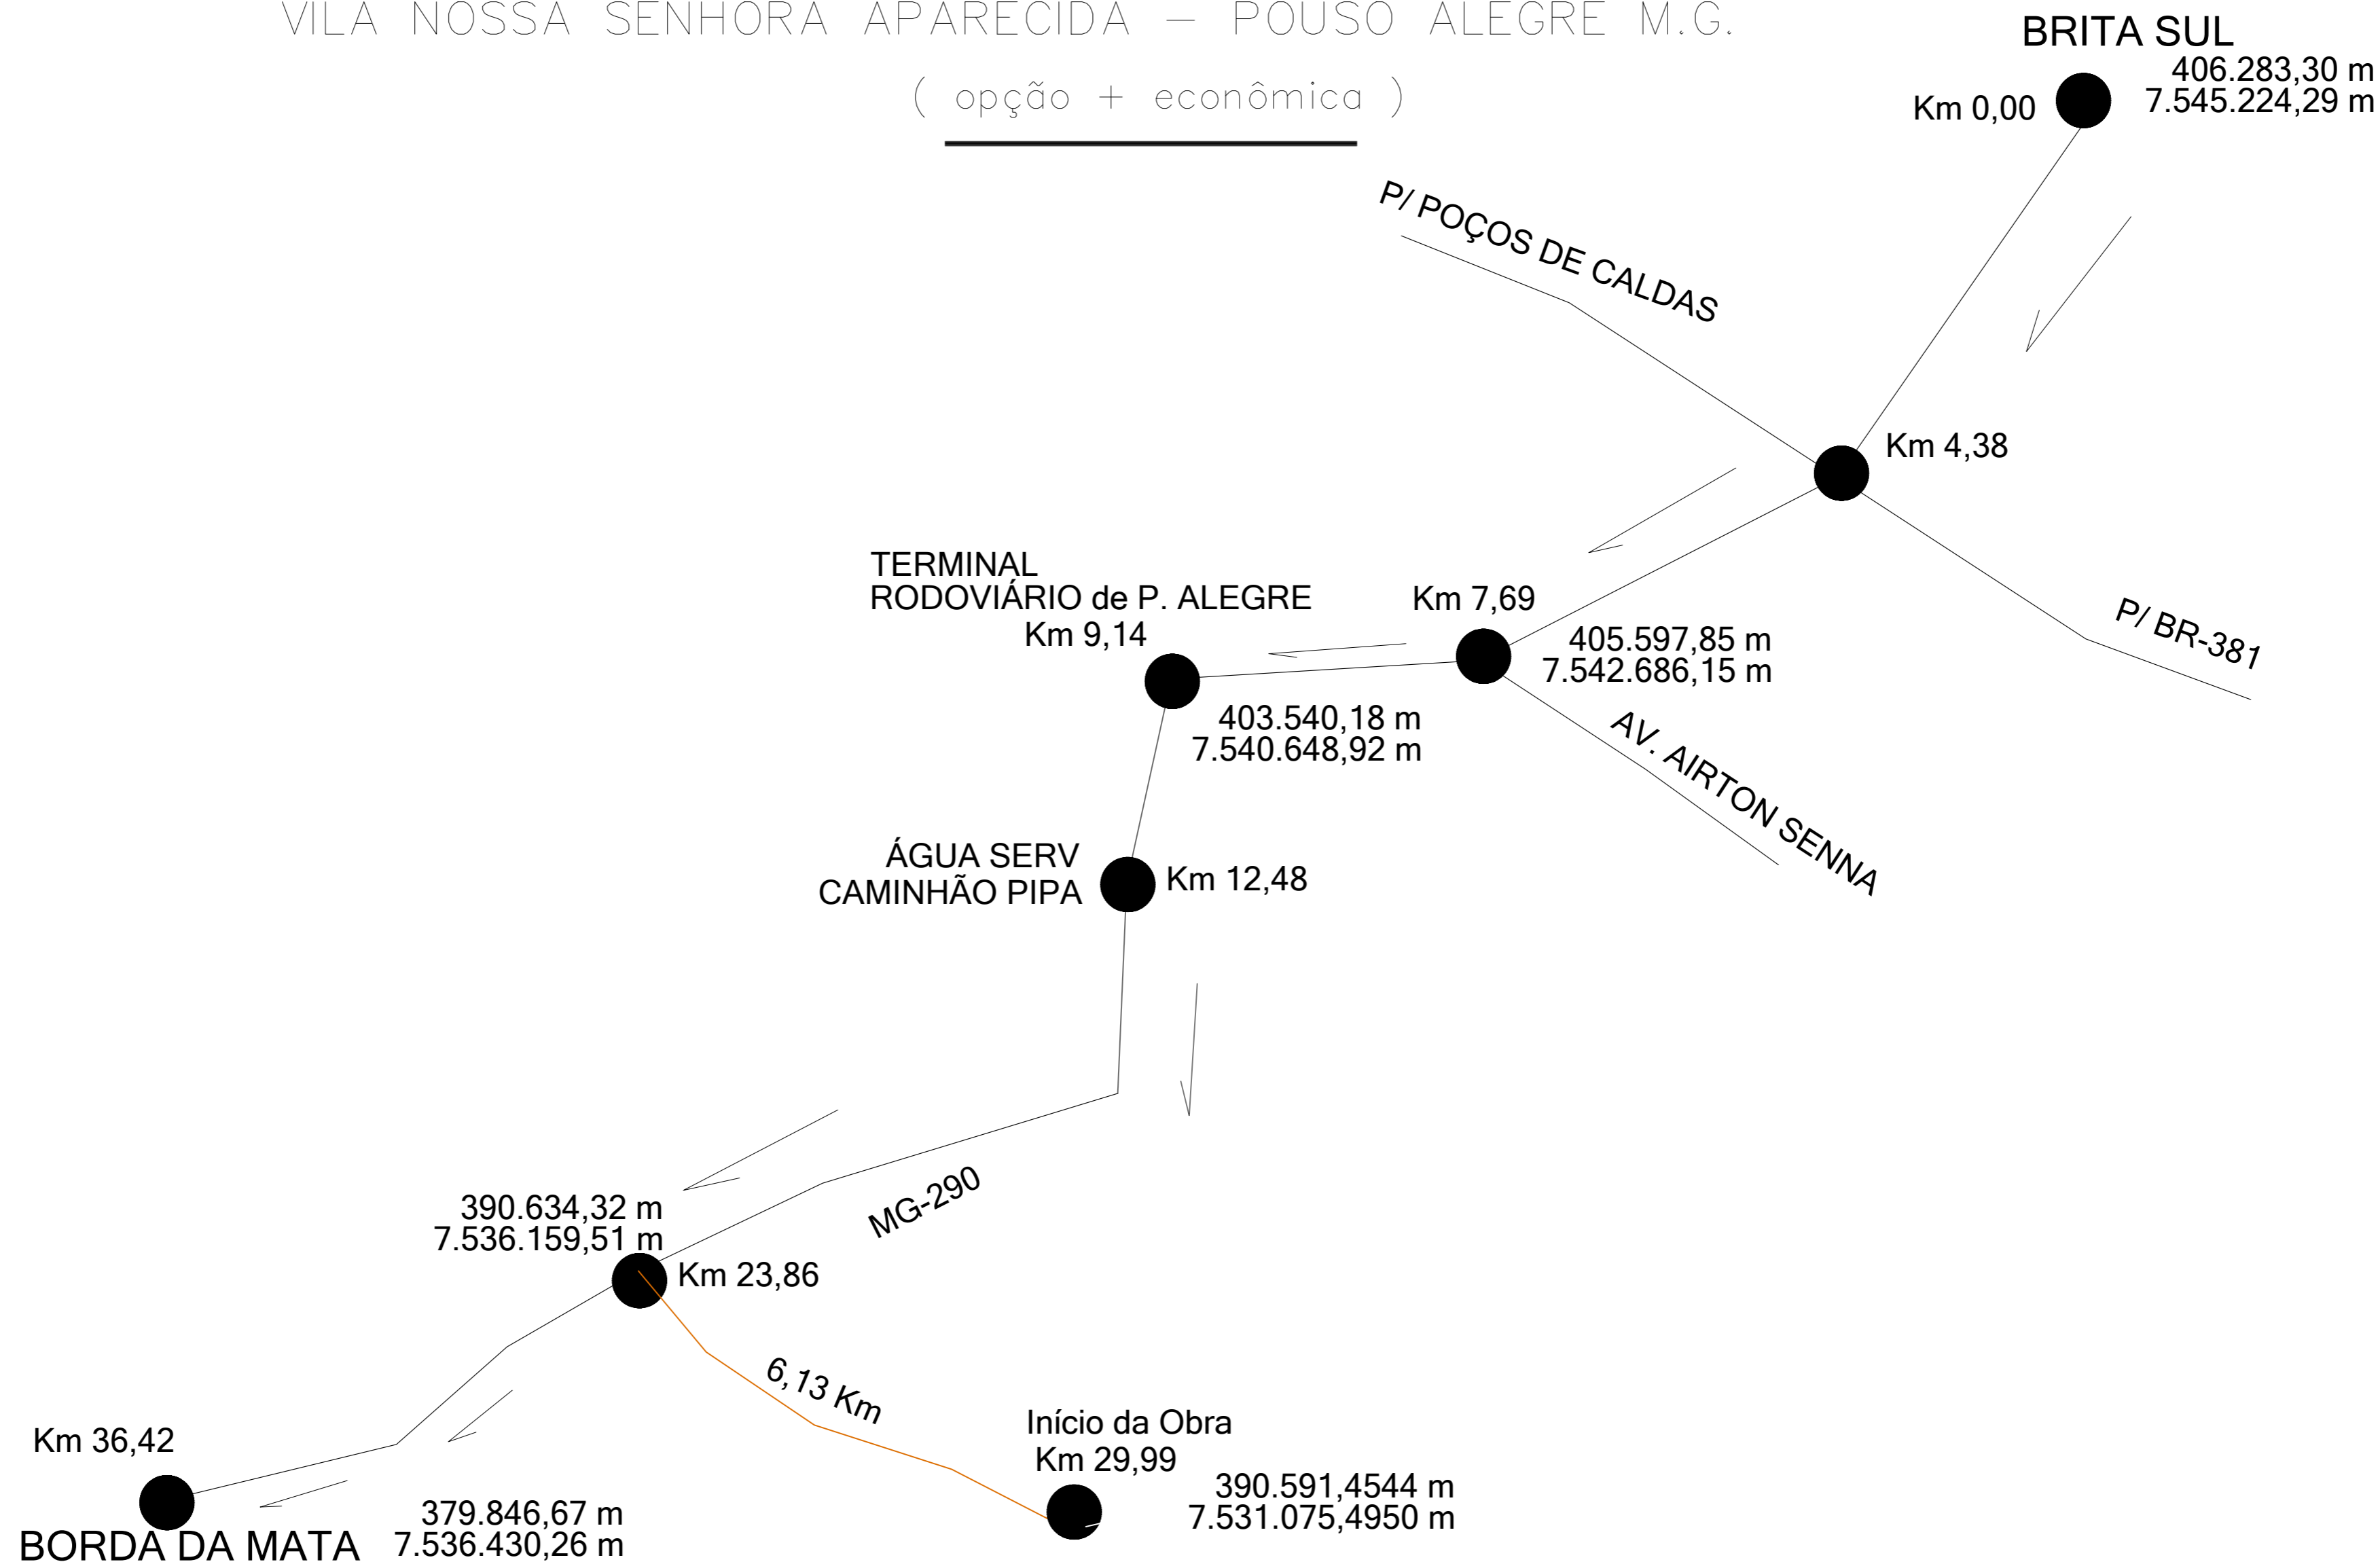 VILA NOSSA SENHORA APARECIDA – POUSO ALEGRE M.G.
( opção + econômica )
BRITA SUL
406.283,30 m
7.545.224,29 m
Km 0,00
P/ POÇOS DE CALDAS
Km 4,38
P/ BR-381
TERMINAL
RODOVIÁRIO de P. ALEGRE
Km 9,14
Km 7,69
405.597,85 m
7.542.686,15 m
403.540,18 m
7.540.648,92 m
AV. AIRTON SENNA
ÁGUA SERV
CAMINHÃO PIPA
Km 12,48
MG-290
390.634,32 m
7.536.159,51 m
Km 23,86
6,13 Km
Início da Obra
Km 29,99
390.591,4544 m
7.531.075,4950 m
Km 36,42
BORDA DA MATA
379.846,67 m
7.536.430,26 m